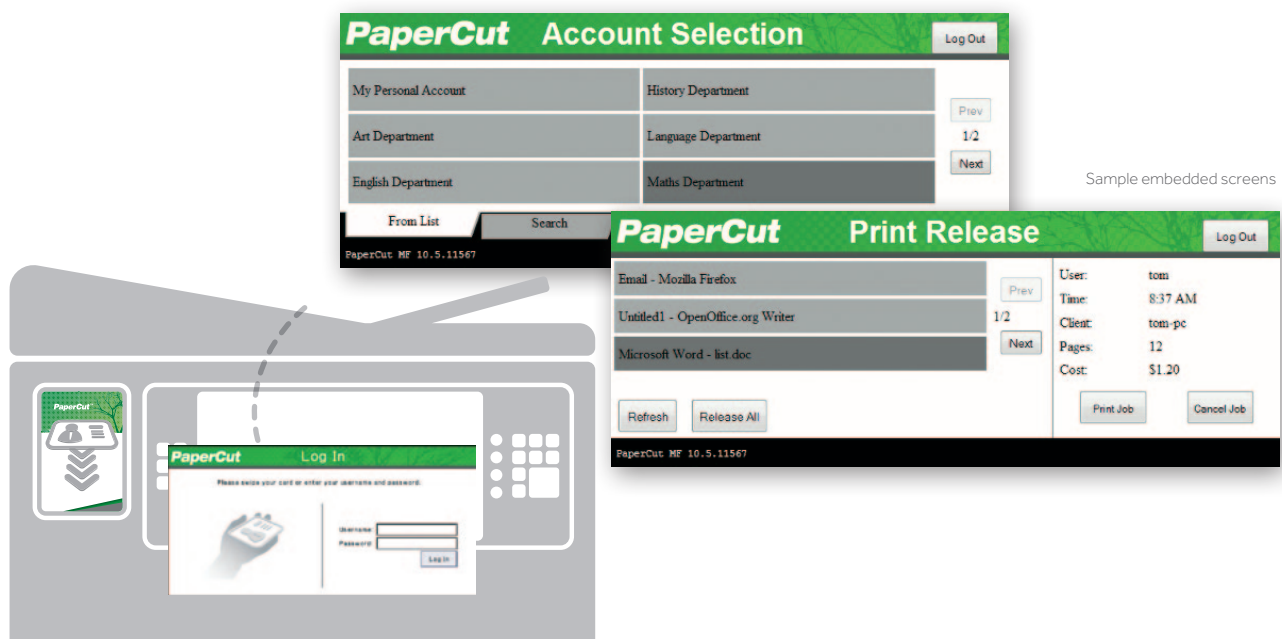 PaperCut Account Selection Log Out
My Personal Account History Department
Prev
Art Department Language Department 1/2
Next
English Department Maths Department
Sample embedded screens
From List Search
PaperCut MF 10.5.11567
PaperCut Print Release Log Out
Email - Mozilla Firefox
Untitled1 - OpenOffice.org Writer
Microsoft Word - list.doc
Prev
1/2
Next
Refresh Release All
User: tom
Time: 8:37 AM
Client: tom-pc
Pages: 12
Cost: $1.20
Print Job Cancel Job
PaperCut MF 10.5.11567
PaperCut
PaperCut Log In
Please swipe your card or enter your username and password.
Username
Password
Log In